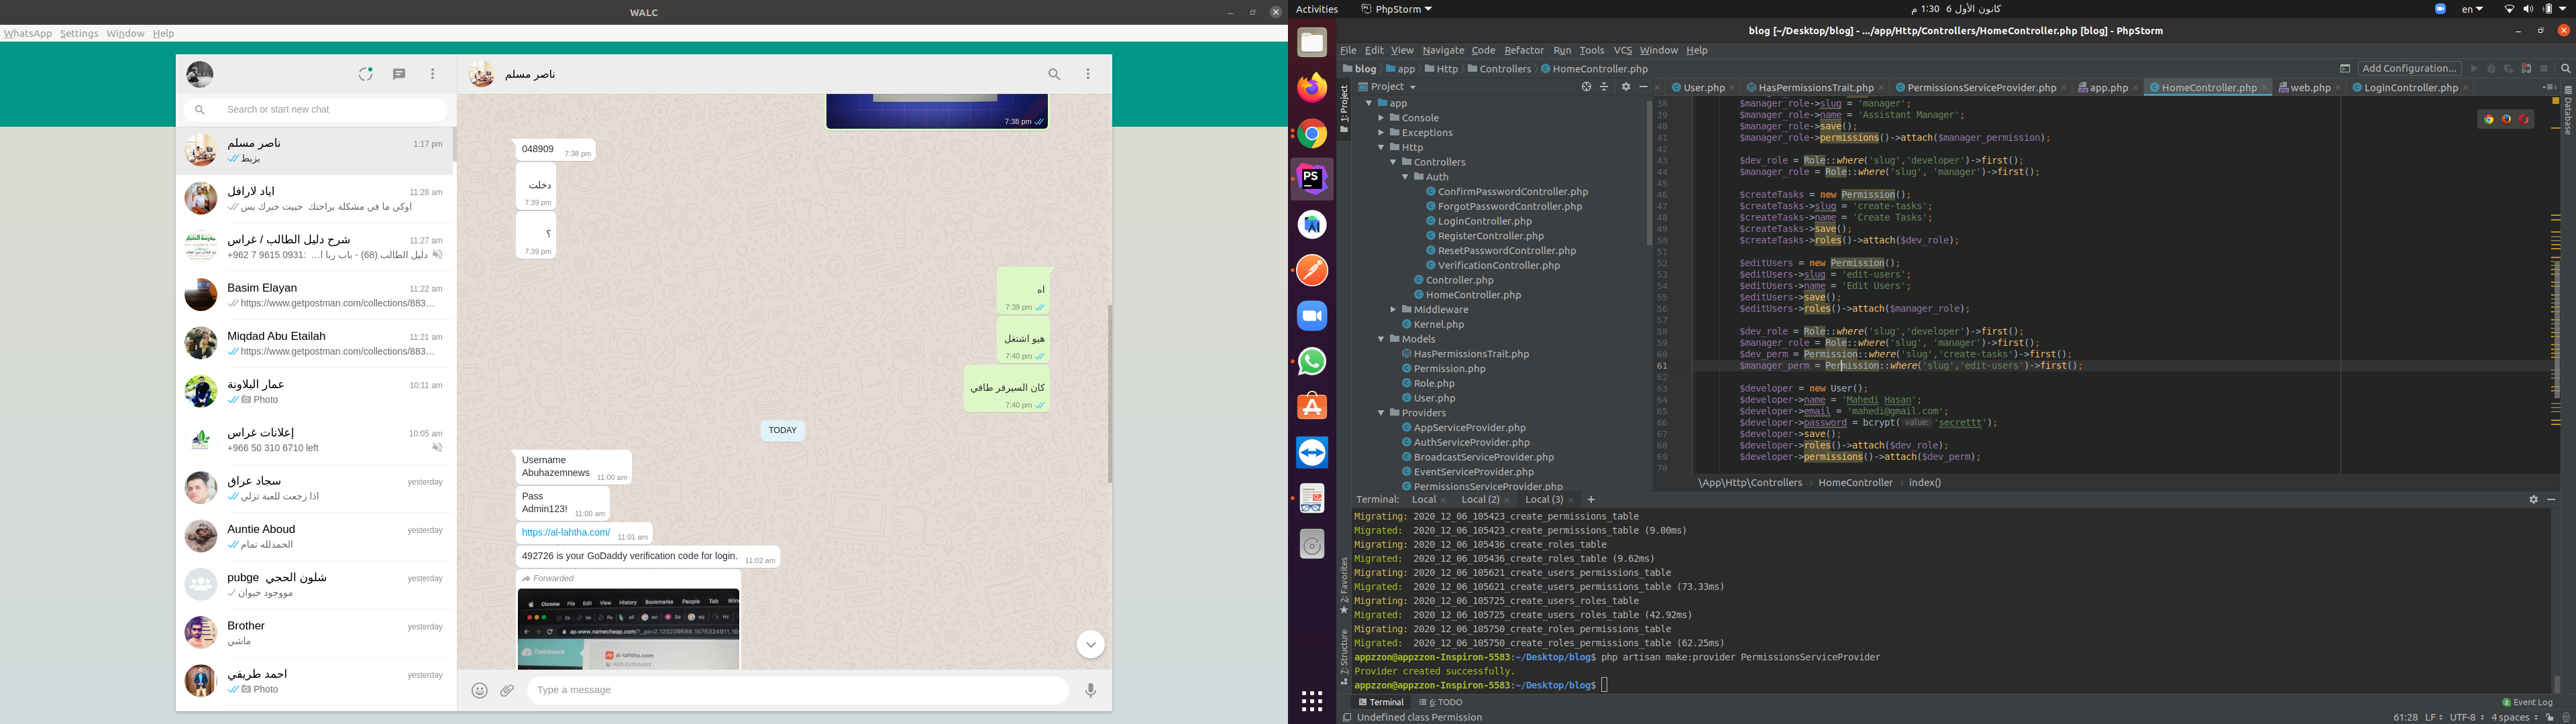 WALC
WhatsApp Settings Window Help
ناصر مسلم
Search or start new chat
ناصر مسلم 1:17 pm
بزبط
اياد لارافل 11:28 am
اوكي ما في مشكلة براحتك حبيت خبرك بس
شرح دليل الطالب / غراس 11:27 am
+962 7 9615 0931: دليل الطالب (68) - باب ربا ا...
Basim Elayan 11:22 am
https://www.getpostman.com/collections/883...
Miqdad Abu Etailah 11:21 am
https://www.getpostman.com/collections/883...
عمار البلاونة 10:11 am
Photo
إعلانات غراس 10:05 am
+966 50 310 6710 left
سجاد عراق yesterday
اذا رجعت للعبة نزلي
Auntie Aboud yesterday
الحمدلله تمام
pubge شلون الحجي yesterday
مووجود حيوان
Brother yesterday
ماشي
احمد طريفي yesterday
Photo
7:38 pm
048909 7:38 pm
دخلت
7:39 pm
؟
7:39 pm
اه
7:39 pm
هيو اشتغل
7:40 pm
كان السيرفر طافي
7:40 pm
TODAY
Username
Abuhazemnews 11:00 am
Pass
Admin123! 11:00 am
https://al-lahtha.com/ 11:01 am
492726 is your GoDaddy verification code for login. 11:02 am
Forwarded
Chrome File Edit View History Bookmarks People Tab Win
Dashboard al-lahtha.com
ADD CATEGORY
Type a message
Activities PhpStorm كانون الأول 6 1:30 م en
blog [~/Desktop/blog] - .../app/Http/Controllers/HomeController.php [blog] - PhpStorm
File Edit View Navigate Code Refactor Run Tools VCS Window Help
blog app Http Controllers HomeController.php Add Configuration...
Project User.php HasPermissionsTrait.php PermissionsServiceProvider.php app.php HomeController.php web.php LoginController.php
1: Project
Database
app
Console
Exceptions
Http
Controllers
Auth
ConfirmPasswordController.php
ForgotPasswordController.php
LoginController.php
RegisterController.php
ResetPasswordController.php
VerificationController.php
Controller.php
HomeController.php
Middleware
Kernel.php
Models
HasPermissionsTrait.php
Permission.php
Role.php
User.php
Providers
AppServiceProvider.php
AuthServiceProvider.php
BroadcastServiceProvider.php
EventServiceProvider.php
PermissionsServiceProvider.php
38 $manager_role->slug = 'manager';
39 $manager_role->name = 'Assistant Manager';
40 $manager_role->save();
41 $manager_role->permissions()->attach($manager_permission);
42
43 $dev_role = Role::where('slug','developer')->first();
44 $manager_role = Role::where('slug', 'manager')->first();
45
46 $createTasks = new Permission();
47 $createTasks->slug = 'create-tasks';
48 $createTasks->name = 'Create Tasks';
49 $createTasks->save();
50 $createTasks->roles()->attach($dev_role);
51
52 $editUsers = new Permission();
53 $editUsers->slug = 'edit-users';
54 $editUsers->name = 'Edit Users';
55 $editUsers->save();
56 $editUsers->roles()->attach($manager_role);
57
58 $dev_role = Role::where('slug','developer')->first();
59 $manager_role = Role::where('slug', 'manager')->first();
60 $dev_perm = Permission::where('slug','create-tasks')->first();
61 $manager_perm = Permission::where('slug','edit-users')->first();
62
63 $developer = new User();
64 $developer->name = 'Mahedi Hasan';
65 $developer->email = 'mahedi@gmail.com';
66 $developer->password = bcrypt( value: 'secrettt');
67 $developer->save();
68 $developer->roles()->attach($dev_role);
69 $developer->permissions()->attach($dev_perm);
70
\App\Http\Controllers HomeController index()
Terminal: Local Local (2) Local (3) +
Migrating: 2020_12_06_105423_create_permissions_table
Migrated: 2020_12_06_105423_create_permissions_table (9.00ms)
Migrating: 2020_12_06_105436_create_roles_table
Migrated: 2020_12_06_105436_create_roles_table (9.62ms)
Migrating: 2020_12_06_105621_create_users_permissions_table
Migrated: 2020_12_06_105621_create_users_permissions_table (73.33ms)
Migrating: 2020_12_06_105725_create_users_roles_table
Migrated: 2020_12_06_105725_create_users_roles_table (42.92ms)
Migrating: 2020_12_06_105750_create_roles_permissions_table
Migrated: 2020_12_06_105750_create_roles_permissions_table (62.25ms)
appzzon@appzzon-Inspiron-5583:~/Desktop/blog$ php artisan make:provider PermissionsServiceProvider
Provider created successfully.
appzzon@appzzon-Inspiron-5583:~/Desktop/blog$
2: Favorites
7: Structure
Terminal 6: TODO Event Log
Undefined class Permission 61:28 LF UTF-8 4 spaces